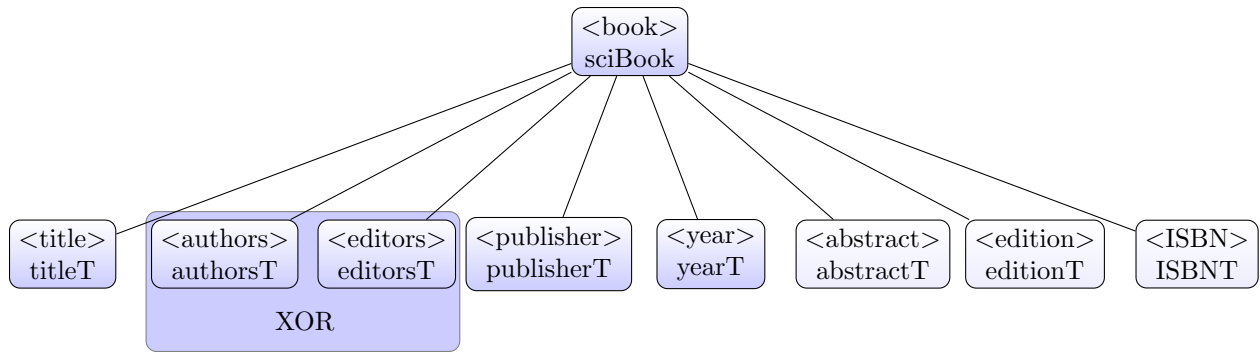 <book>
sciBook
<title>
titleT
<authors>
authorsT
<editors>
editorsT
<publisher>
publisherT
<year>
yearT
<abstract>
abstractT
<edition>
editionT
<ISBN>
ISBNT
XOR